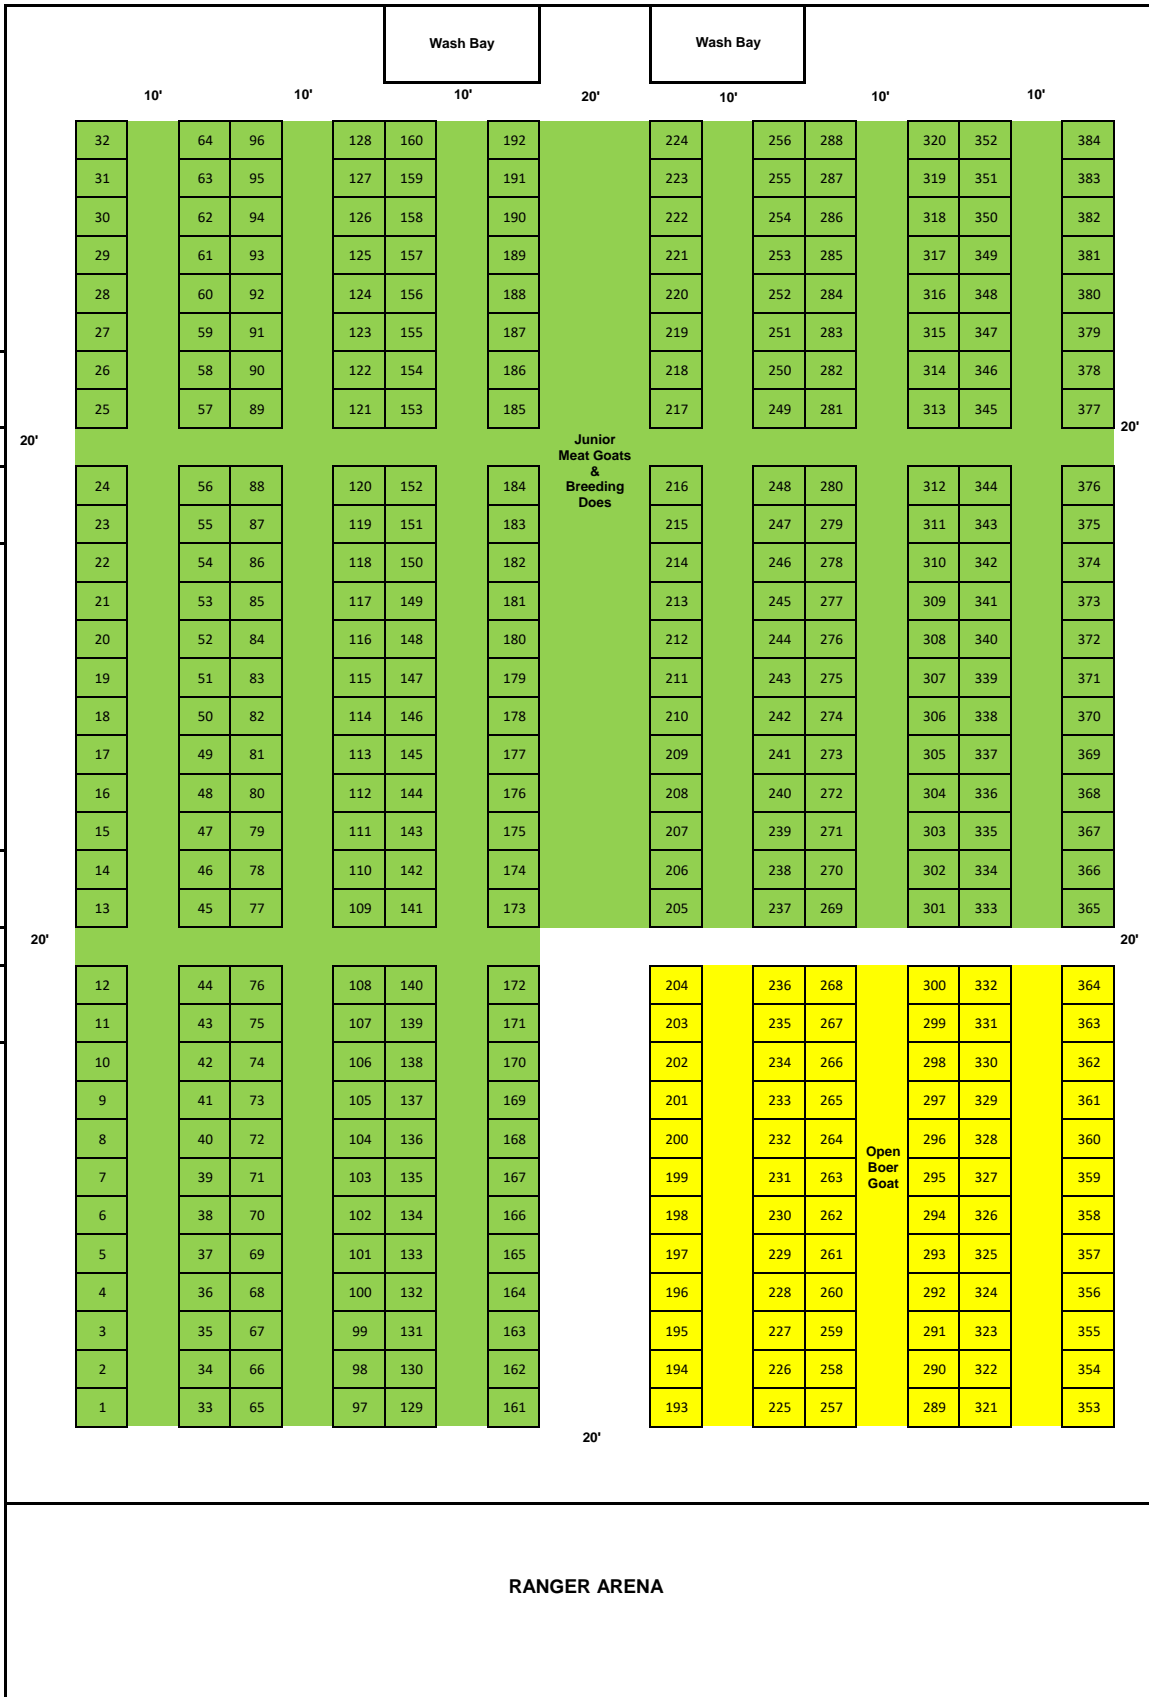 Wash Bay Wash Bay
10' 10' 10' 20' 10' 10' 10'
32 64 96 128 160 192 224 256 288 320 352 384
31 63 95 127 159 191 223 255 287 319 351 383
30 62 94 126 158 190 222 254 286 318 350 382
29 61 93 125 157 189 221 253 285 317 349 381
28 60 92 124 156 188 220 252 284 316 348 380
27 59 91 123 155 187 219 251 283 315 347 379
26 58 90 122 154 186 218 250 282 314 346 378
25 57 89 121 153 185 217 249 281 313 345 377
20' 20'
Junior
Meat Goats
&
Breeding
Does
24 56 88 120 152 184 216 248 280 312 344 376
23 55 87 119 151 183 215 247 279 311 343 375
22 54 86 118 150 182 214 246 278 310 342 374
21 53 85 117 149 181 213 245 277 309 341 373
20 52 84 116 148 180 212 244 276 308 340 372
19 51 83 115 147 179 211 243 275 307 339 371
18 50 82 114 146 178 210 242 274 306 338 370
17 49 81 113 145 177 209 241 273 305 337 369
16 48 80 112 144 176 208 240 272 304 336 368
15 47 79 111 143 175 207 239 271 303 335 367
14 46 78 110 142 174 206 238 270 302 334 366
13 45 77 109 141 173 205 237 269 301 333 365
20' 20'
12 44 76 108 140 172 204 236 268 300 332 364
11 43 75 107 139 171 203 235 267 299 331 363
10 42 74 106 138 170 202 234 266 298 330 362
9 41 73 105 137 169 201 233 265 297 329 361
8 40 72 104 136 168 200 232 264 296 328 360
Open
Boer
Goat
7 39 71 103 135 167 199 231 263 295 327 359
6 38 70 102 134 166 198 230 262 294 326 358
5 37 69 101 133 165 197 229 261 293 325 357
4 36 68 100 132 164 196 228 260 292 324 356
3 35 67 99 131 163 195 227 259 291 323 355
2 34 66 98 130 162 194 226 258 290 322 354
1 33 65 97 129 161 193 225 257 289 321 353
20'
RANGER ARENA